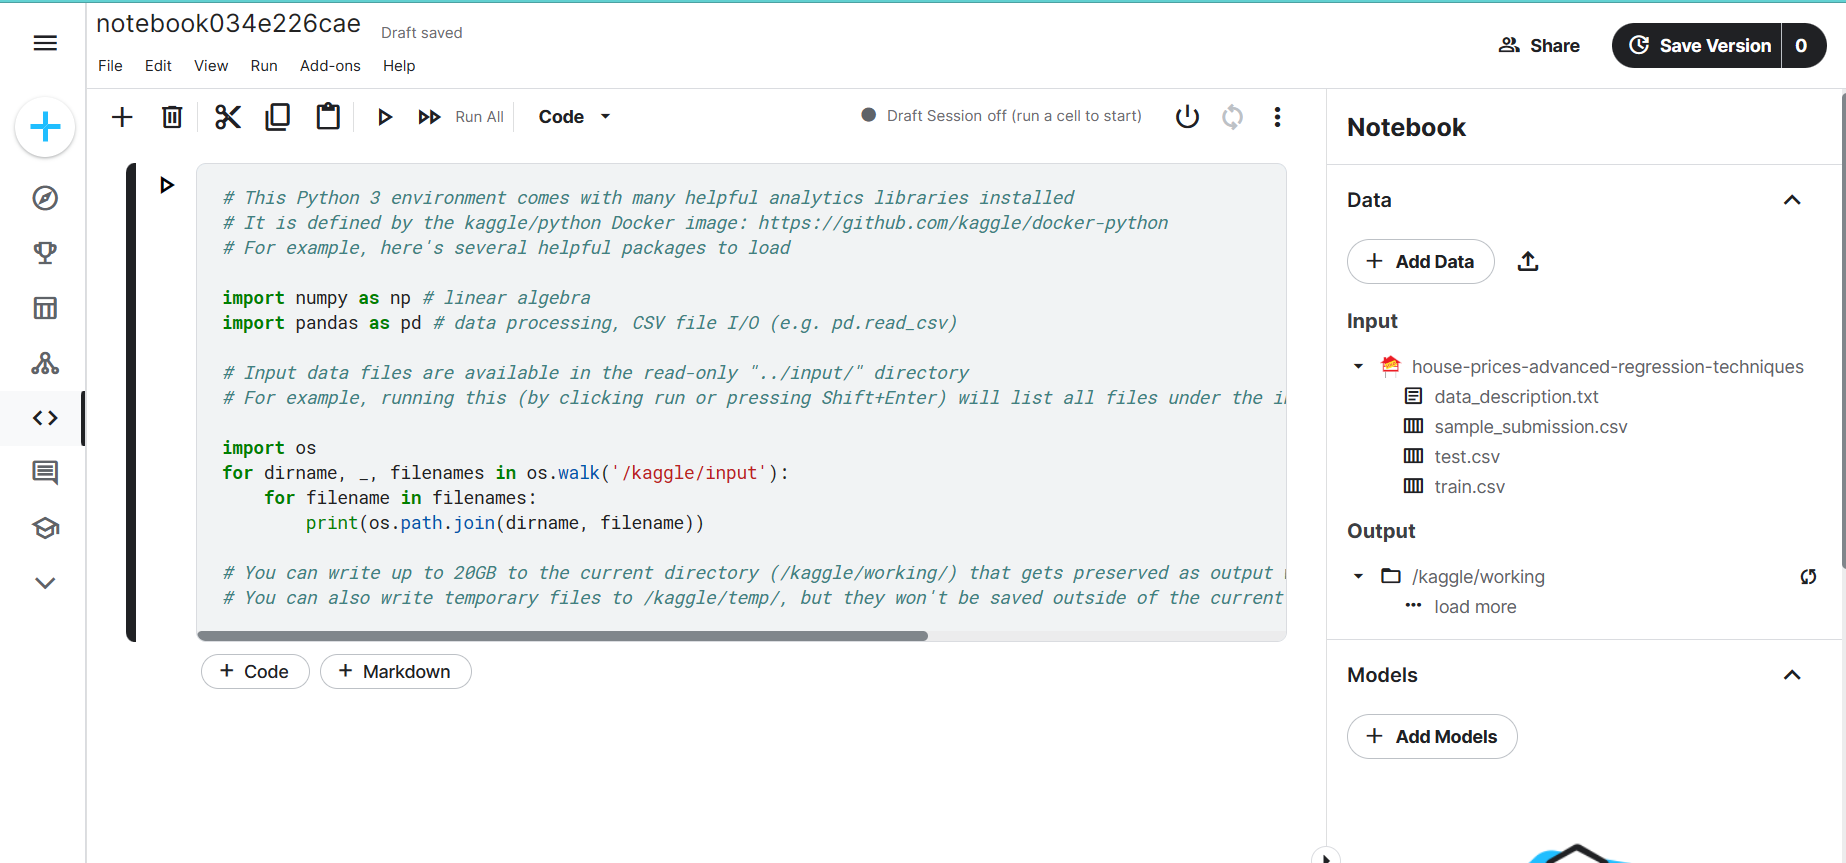 notebook034e226cae
Draft saved
File Edit View Run Add-ons Help
Share
Save Version 0
Run All
Code
Draft Session off (run a cell to start)
# This Python 3 environment comes with many helpful analytics libraries installed
# It is defined by the kaggle/python Docker image: https://github.com/kaggle/docker-python
# For example, here's several helpful packages to load
import numpy as np # linear algebra
import pandas as pd # data processing, CSV file I/O (e.g. pd.read_csv)
# Input data files are available in the read-only "../input/" directory
# For example, running this (by clicking run or pressing Shift+Enter) will list all files under the
import os
for dirname, _, filenames in os.walk('/kaggle/input'):
    for filename in filenames:
        print(os.path.join(dirname, filename))
# You can write up to 20GB to the current directory (/kaggle/working/) that gets preserved as output
# You can also write temporary files to /kaggle/temp/, but they won't be saved outside of the current
+ Code
+ Markdown
Notebook
Data
+ Add Data
Input
house-prices-advanced-regression-techniques
data_description.txt
sample_submission.csv
test.csv
train.csv
Output
/kaggle/working
load more
Models
+ Add Models